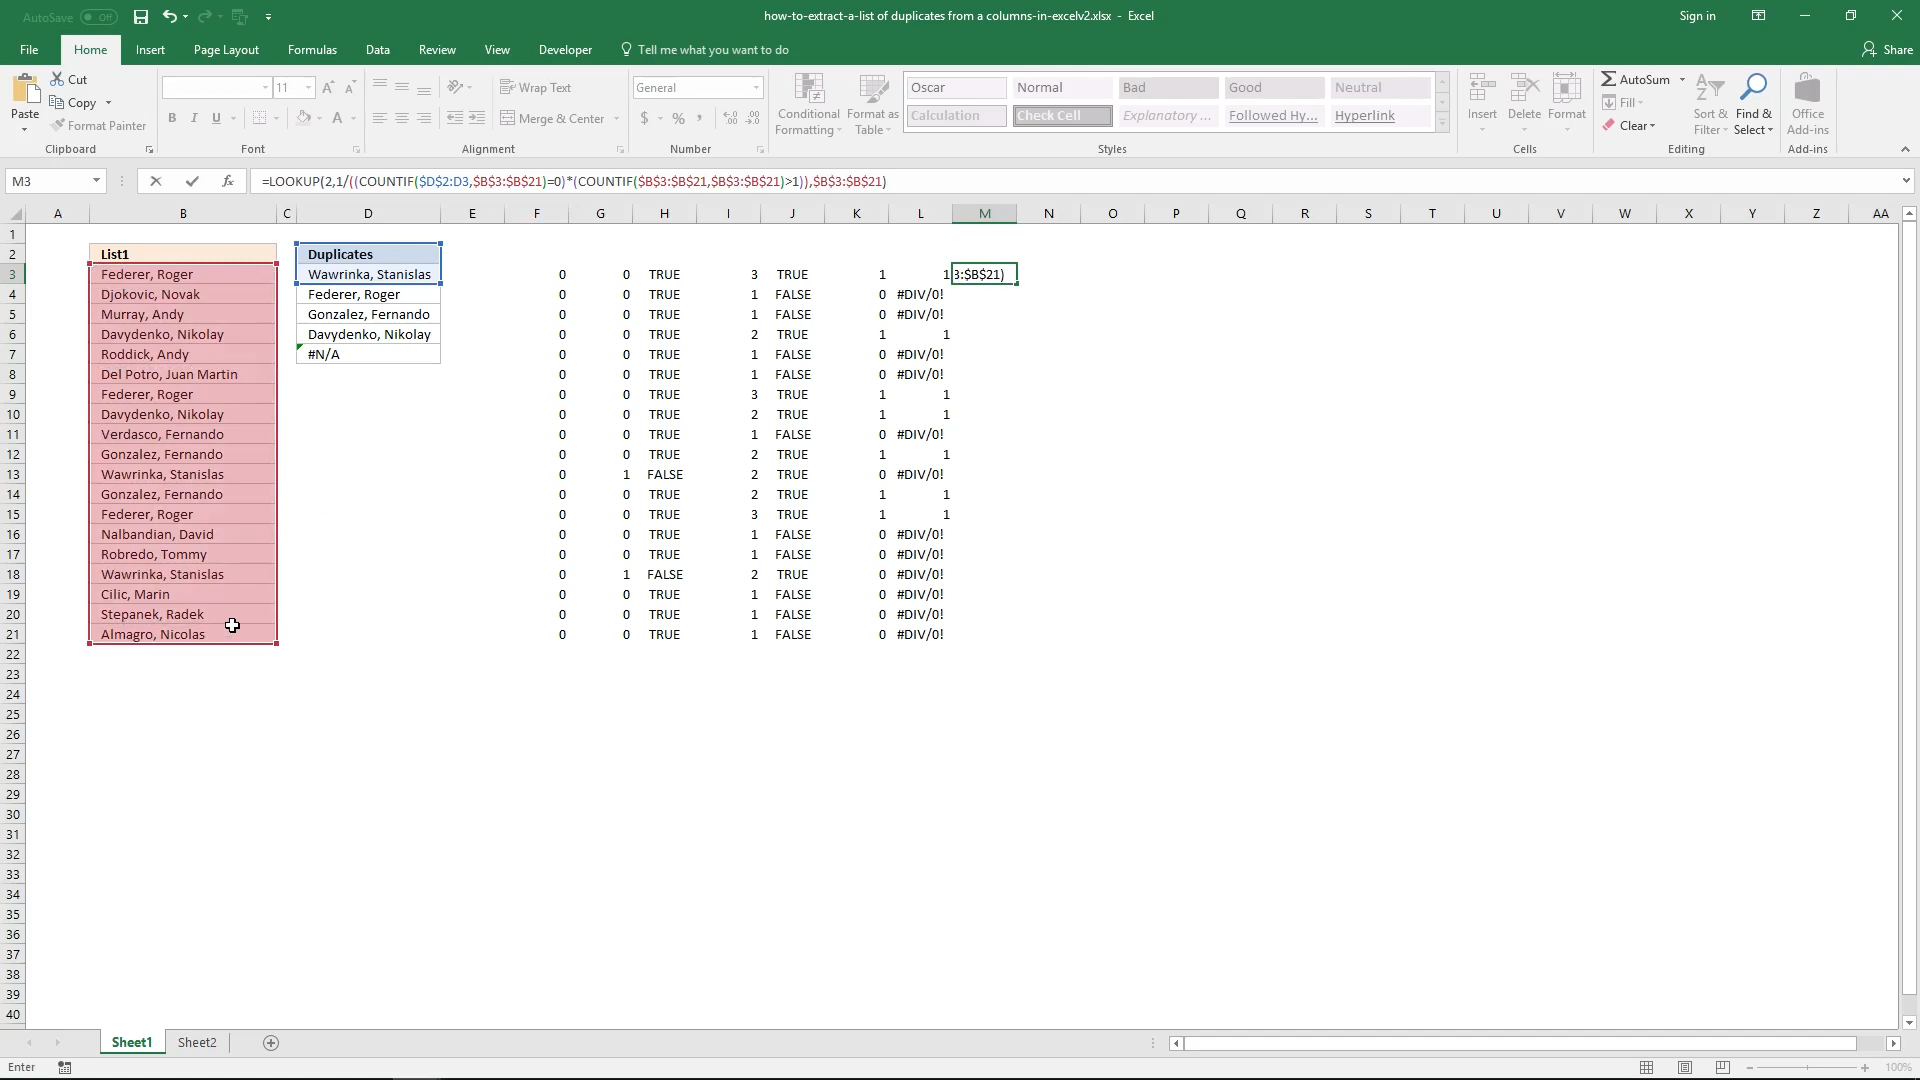 AutoSave Off how-to-extract-a-list of duplicates from a columns-in-excelv2.xlsx - Excel Sign in
File Home Insert Page Layout Formulas Data Review View Developer Tell me what you want to do Share
Cut
Copy
Format Painter
Paste
11
General
Wrap Text
Merge & Center
Conditional Formatting
Format as Table
Oscar Normal Bad Good Neutral
Calculation Check Cell Explanatory ... Followed Hy... Hyperlink
Insert Delete Format
AutoSum
Fill
Clear
Sort & Filter
Find & Select
Office Add-ins
Clipboard Font Alignment Number Styles Cells Editing Add-ins
M3 fx =LOOKUP(2,1/((COUNTIF($D$2:D3,$B$3:$B$21)=0)*(COUNTIF($B$3:$B$21,$B$3:$B$21)>1)),$B$3:$B$21)
A B C D E F G H I J K L M N O P Q R S T U V W X Y Z AA
1
2 List1 Duplicates
3 Federer, Roger Wawrinka, Stanislas 0 0 TRUE 3 TRUE 1 1 3:$B$21)
4 Djokovic, Novak Federer, Roger 0 0 TRUE 1 FALSE 0 #DIV/0!
5 Murray, Andy Gonzalez, Fernando 0 0 TRUE 1 FALSE 0 #DIV/0!
6 Davydenko, Nikolay Davydenko, Nikolay 0 0 TRUE 2 TRUE 1 1
7 Roddick, Andy #N/A 0 0 TRUE 1 FALSE 0 #DIV/0!
8 Del Potro, Juan Martin 0 0 TRUE 1 FALSE 0 #DIV/0!
9 Federer, Roger 0 0 TRUE 3 TRUE 1 1
10 Davydenko, Nikolay 0 0 TRUE 2 TRUE 1 1
11 Verdasco, Fernando 0 0 TRUE 1 FALSE 0 #DIV/0!
12 Gonzalez, Fernando 0 0 TRUE 2 TRUE 1 1
13 Wawrinka, Stanislas 0 1 FALSE 2 TRUE 0 #DIV/0!
14 Gonzalez, Fernando 0 0 TRUE 2 TRUE 1 1
15 Federer, Roger 0 0 TRUE 3 TRUE 1 1
16 Nalbandian, David 0 0 TRUE 1 FALSE 0 #DIV/0!
17 Robredo, Tommy 0 0 TRUE 1 FALSE 0 #DIV/0!
18 Wawrinka, Stanislas 0 1 FALSE 2 TRUE 0 #DIV/0!
19 Cilic, Marin 0 0 TRUE 1 FALSE 0 #DIV/0!
20 Stepanek, Radek 0 0 TRUE 1 FALSE 0 #DIV/0!
21 Almagro, Nicolas 0 0 TRUE 1 FALSE 0 #DIV/0!
22
23
24
25
26
27
28
29
30
31
32
33
34
35
36
37
38
39
40
Sheet1 Sheet2
Enter 100%